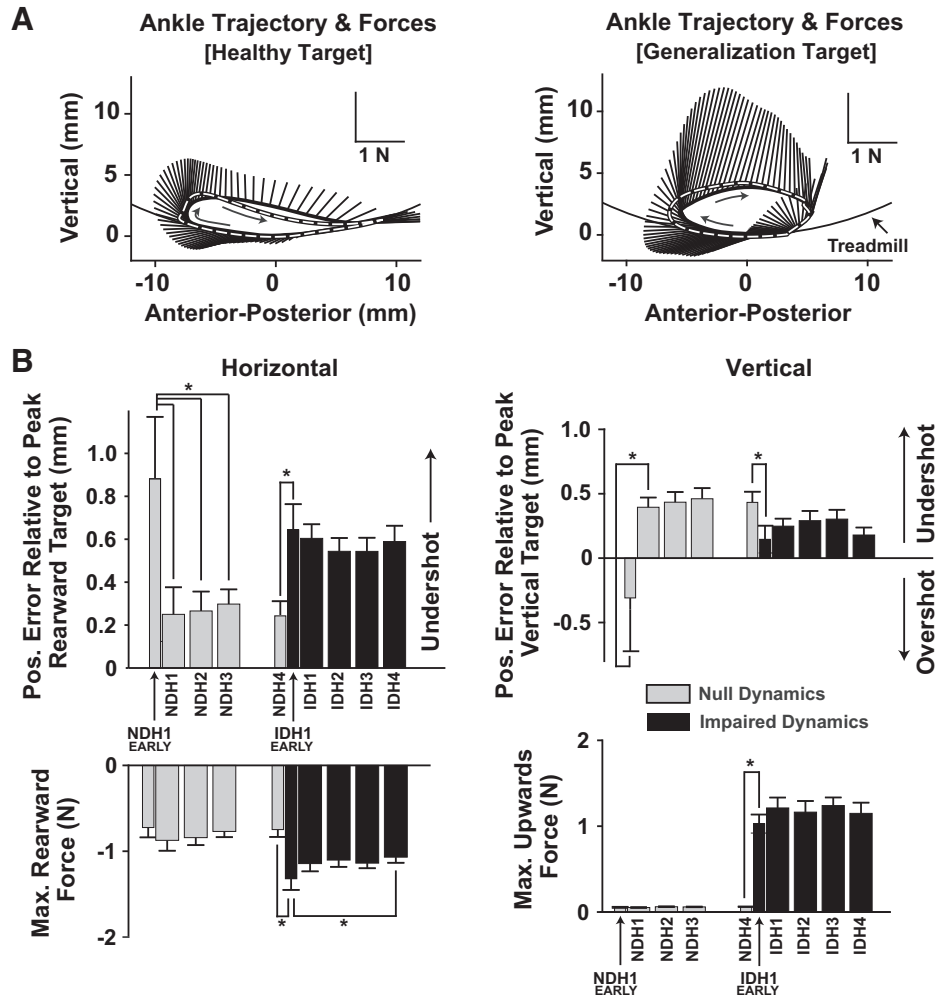 A
Ankle Trajectory & Forces
[Healthy Target]
Vertical (mm)
10
5
0
1 N
-10
0
10
Anterior-Posterior (mm)
Ankle Trajectory & Forces
[Generalization Target]
Vertical (mm)
10
5
0
1 N
Treadmill
-10
0
10
Anterior-Posterior
B
Horizontal
Pos. Error Relative to Peak
Rearward Target (mm)
1.0
0.8
0.6
0.4
0.2
0
*
*
Undershot
NDH1
NDH2
NDH3
NDH4
IDH1
IDH2
IDH3
IDH4
NDH1
EARLY
IDH1
EARLY
Max. Rearward
Force (N)
0
-1
-2
*
*
Vertical
Pos. Error Relative to Peak
Vertical Target (mm)
1.0
0.5
0
-0.5
*
*
Undershot
Overshot
Null Dynamics
Impaired Dynamics
Max. Upwards
Force (N)
2
1
0
*
NDH1
NDH2
NDH3
NDH4
IDH1
IDH2
IDH3
IDH4
NDH1
EARLY
IDH1
EARLY